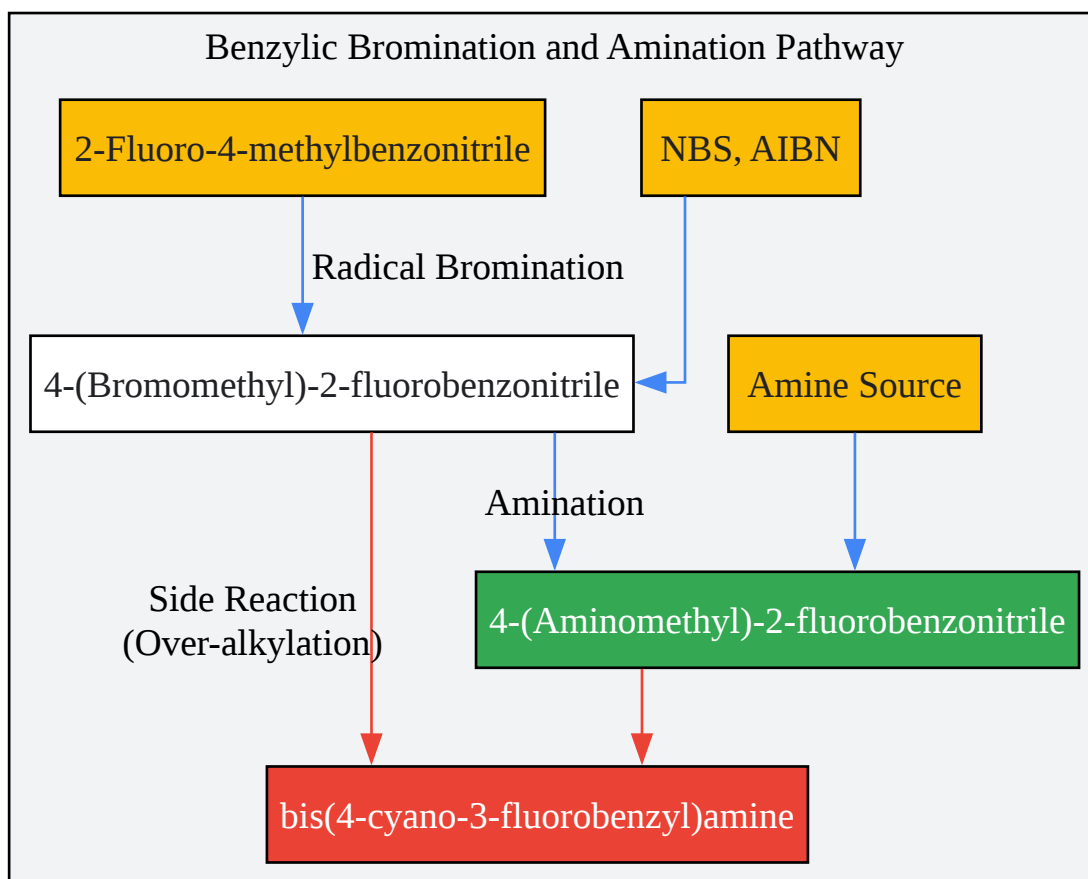 Benzylic Bromination and Amination Pathway
2-Fluoro-4-methylbenzonitrile
NBS, AIBN
Radical Bromination
4-(Bromomethyl)-2-fluorobenzonitrile
Amine Source
Amination
Side Reaction
(Over-alkylation)
4-(Aminomethyl)-2-fluorobenzonitrile
bis(4-cyano-3-fluorobenzyl)amine